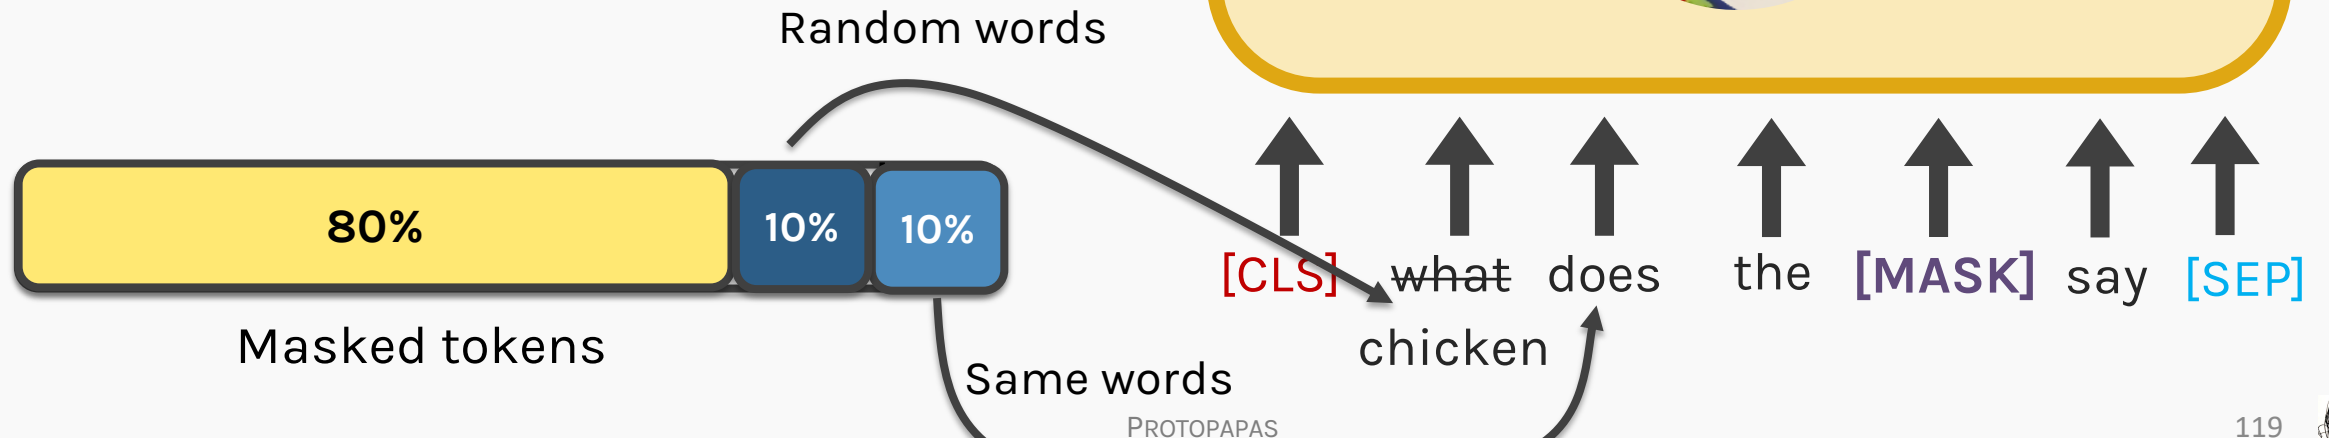 Random words
80%
10%
10%
[CLS] what does the [MASK] say [SEP]
Masked tokens
chicken
Same words
PROTOPAPAS
119